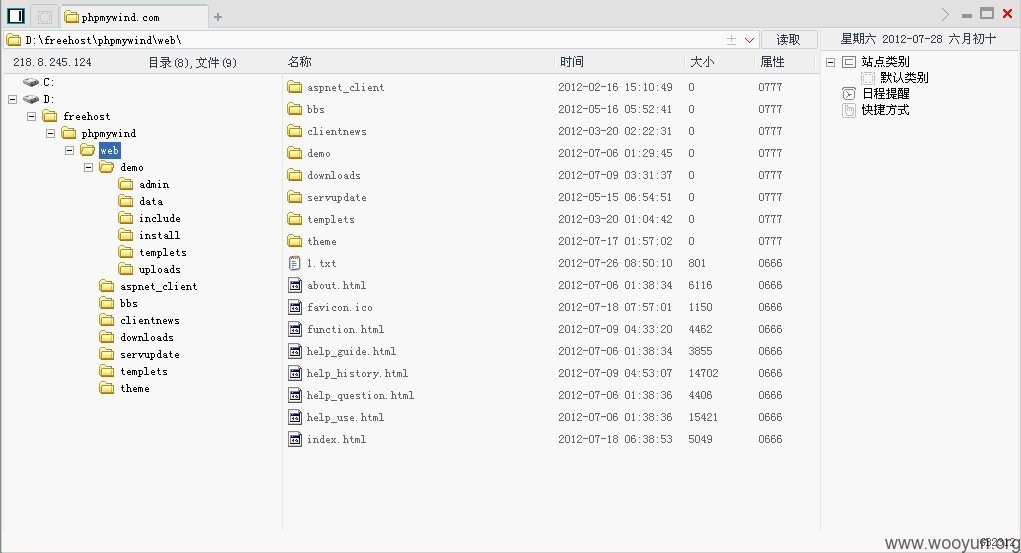 phpmywind.com
D:\freehost\phpmywind\web\
读取
星期六 2012-07-28 六月初十
218.8.245.124 目录(8),文件(9)
名称 时间 大小 属性
C:
D:
freehost
phpmywind
web
demo
admin
data
include
install
templets
uploads
aspnet_client
bbs
clientnews
downloads
servupdate
templets
theme
aspnet_client 2012-02-16 15:10:49 0 0777
bbs 2012-05-16 05:52:41 0 0777
clientnews 2012-03-20 02:22:31 0 0777
demo 2012-07-06 01:29:45 0 0777
downloads 2012-07-09 03:31:37 0 0777
servupdate 2012-05-15 06:54:51 0 0777
templets 2012-03-20 01:04:42 0 0777
theme 2012-07-17 01:57:02 0 0777
1.txt 2012-07-26 08:50:10 801 0666
about.html 2012-07-06 01:38:34 6116 0666
favicon.ico 2012-07-18 07:57:01 1150 0666
function.html 2012-07-09 04:33:20 4462 0666
help_guide.html 2012-07-06 01:38:34 3855 0666
help_history.html 2012-07-09 04:53:07 14702 0666
help_question.html 2012-07-06 01:38:36 4406 0666
help_use.html 2012-07-06 01:38:36 15421 0666
index.html 2012-07-18 06:38:53 5049 0666
站点类别
默认类别
日程提醒
快捷方式
www.wooyun.org